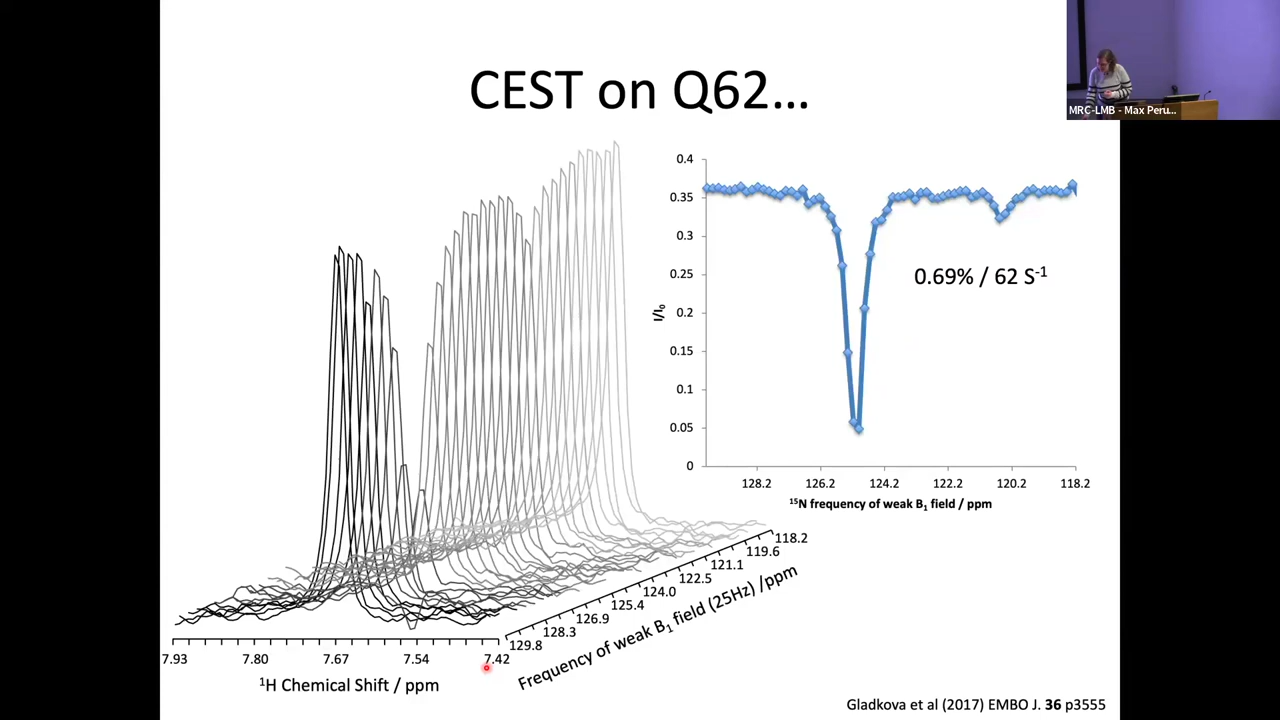 CEST on Q62...
MRC-LMB - Max Peru...
0.4
0.35
0.3
0.25
0.2
0.15
0.1
0.05
0
I/I₀
0.69% / 62 S⁻¹
128.2 126.2 124.2 122.2 120.2 118.2
¹⁵N frequency of weak B₁ field / ppm
118.2
119.6
121.1
122.5
124.0
125.4
126.9
128.3
129.8
Frequency of weak B₁ field (25Hz) /ppm
7.93 7.80 7.67 7.54 7.42
¹H Chemical Shift / ppm
Gladkova et al (2017) EMBO J. 36 p3555